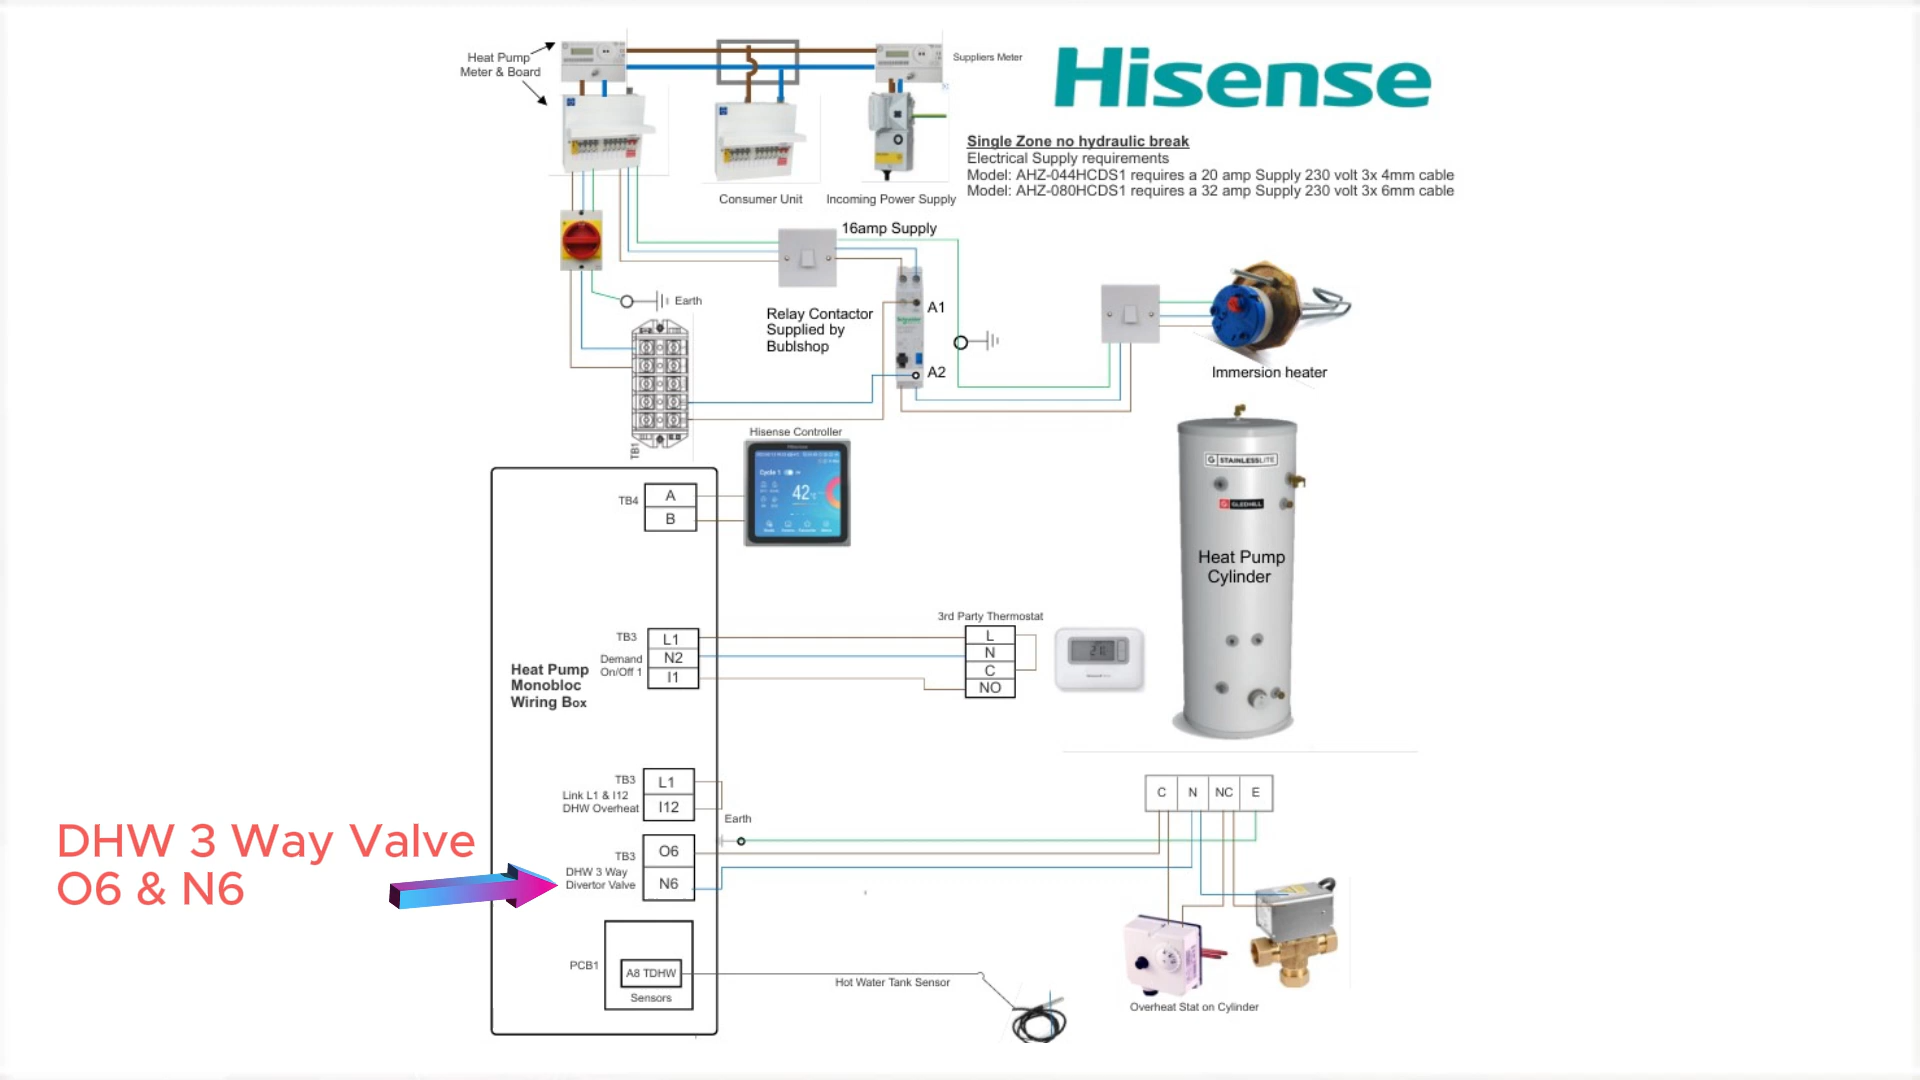 Heat Pump
Meter & Board
Suppliers Meter
Hisense
Single Zone no hydraulic break
Electrical Supply requirements
Model: AHZ-044HCDS1 requires a 20 amp Supply 230 volt 3x 4mm cable
Model: AHZ-080HCDS1 requires a 32 amp Supply 230 volt 3x 6mm cable
Consumer Unit
Incoming Power Supply
16amp Supply
Earth
Relay Contactor
Supplied by
Bublshop
A1
A2
Immersion heater
TB1
Hisense Controller
Cycle 1
42
STAINLESSLITE
GLEDHILL
Heat Pump
Cylinder
TB4
A
B
3rd Party Thermostat
TB3
Demand
On/Off 1
L1
N2
I1
L
N
C
NO
Heat Pump
Monobloc
Wiring Box
TB3
Link L1 & I12
DHW Overheat
L1
I12
C
N
NC
E
Earth
DHW 3 Way Valve
O6 & N6
TB3
DHW 3 Way
Divertor Valve
O6
N6
PCB1
A8 TDHW
Sensors
Hot Water Tank Sensor
Overheat Stat on Cylinder